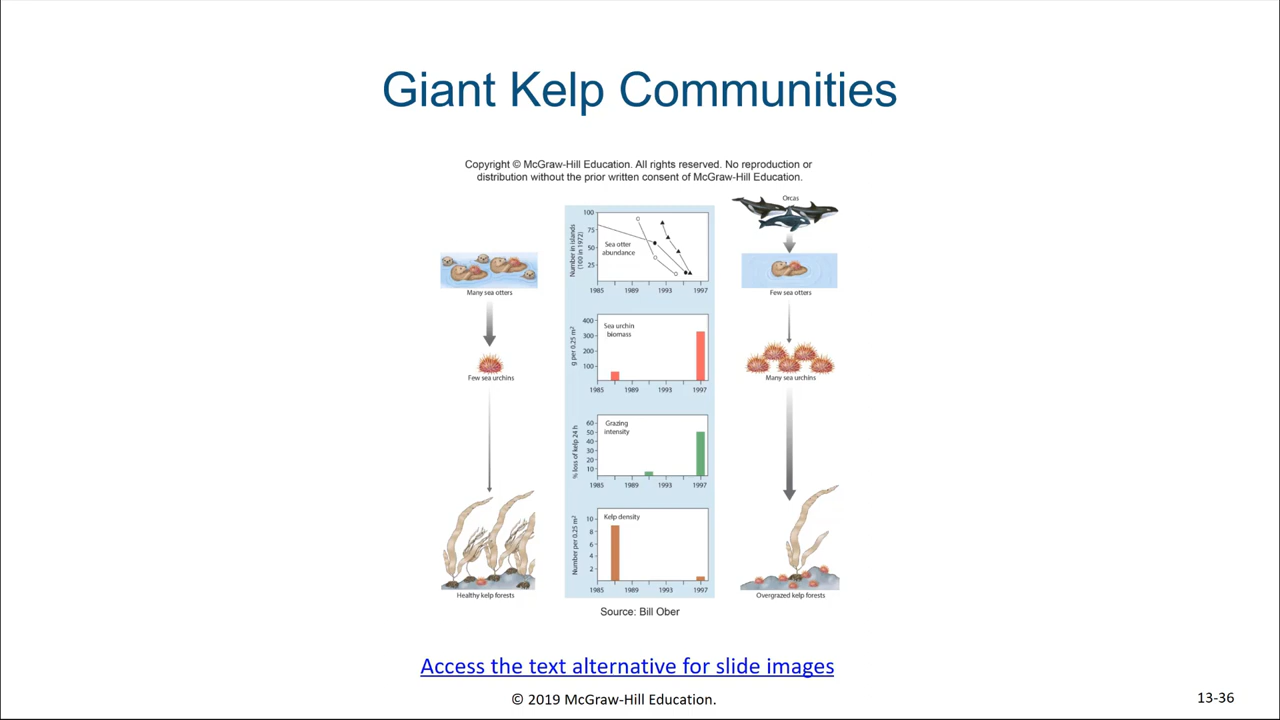 Giant Kelp Communities
Copyright © McGraw-Hill Education. All rights reserved. No reproduction or
distribution without the prior written consent of McGraw-Hill Education.
Many sea otters
Few sea urchins
Healthy kelp forests
Number in islands
(100 in 1972)
100
75
50
25
Sea otter
abundance
1985 1989 1993 1997
g per 0.25 m²
400
300
200
100
Sea urchin
biomass
1985 1989 1993 1997
% loss of kelp 24 h
60
50
40
30
20
10
Grazing
intensity
1985 1989 1993 1997
Number per 0.25 m²
10
8
6
4
2
Kelp density
1985 1989 1993 1997
Orcas
Few sea otters
Many sea urchins
Overgrazed kelp forests
Source: Bill Ober
Access the text alternative for slide images
© 2019 McGraw-Hill Education.
13-36